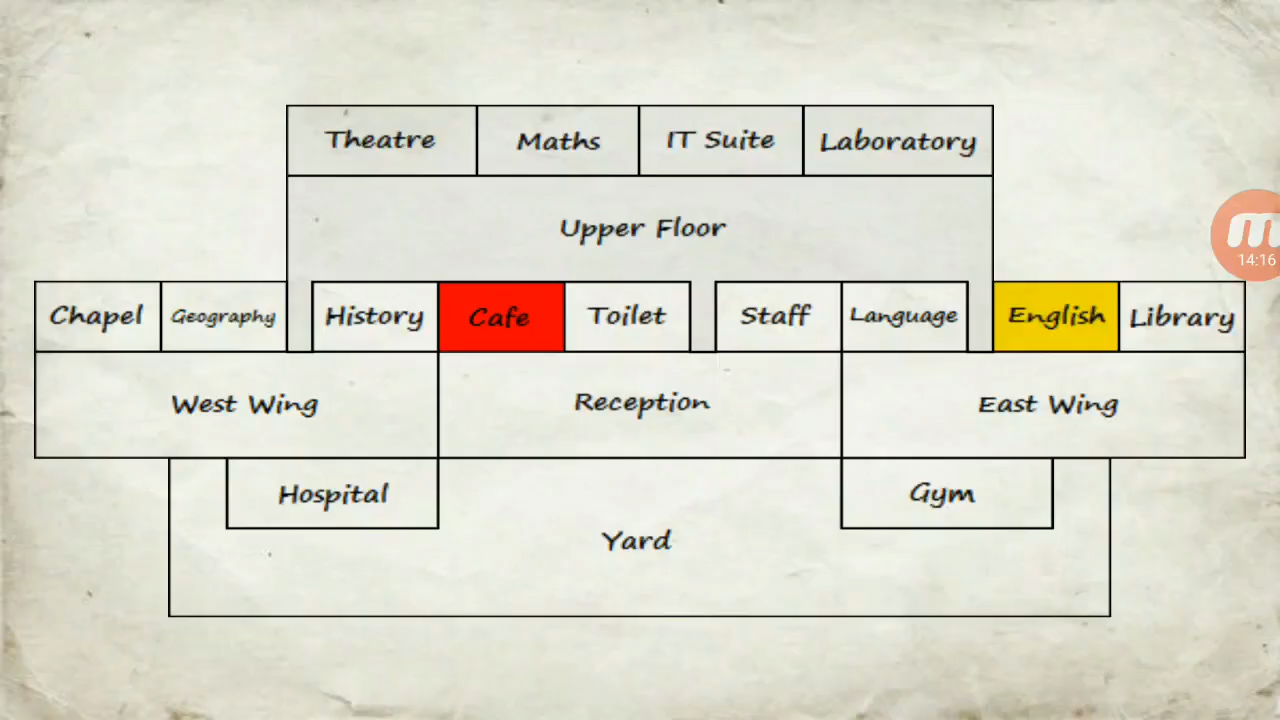 Theatre Maths IT Suite Laboratory
Upper Floor
Chapel Geography History Cafe Toilet Staff Language English Library
14:16
West Wing Reception East Wing
Hospital Gym
Yard